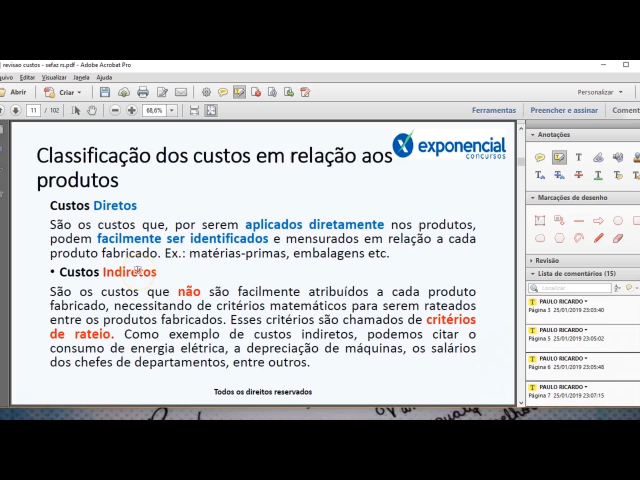 revisao custos - sefaz rs.pdf - Adobe Acrobat Pro
quivo Editar Visualizar Janela Ajuda
Abrir Criar Personalizar
11 / 102 68,6% Ferramentas Preencher e assinar Comentário
Anotações
exponencial
concursos
Classificação dos custos em relação aos
produtos
Custos Diretos
São os custos que, por serem aplicados diretamente nos produtos,
podem facilmente ser identificados e mensurados em relação a cada
produto fabricado. Ex.: matérias-primas, embalagens etc.
• Custos Indiretos
São os custos que não são facilmente atribuídos a cada produto
fabricado, necessitando de critérios matemáticos para serem rateados
entre os produtos fabricados. Esses critérios são chamados de critérios
de rateio. Como exemplo de custos indiretos, podemos citar o
consumo de energia elétrica, a depreciação de máquinas, os salários
dos chefes de departamentos, entre outros.
Todos os direitos reservados
Marcações de desenho
Revisão
Lista de comentários (15)
Localizar
PAULO RICARDO
Página 3 25/01/2019 23:03:40
PAULO RICARDO
Página 5 25/01/2019 23:05:02
PAULO RICARDO
Página 6 25/01/2019 23:05:48
PAULO RICARDO
Página 7 25/01/2019 23:07:15